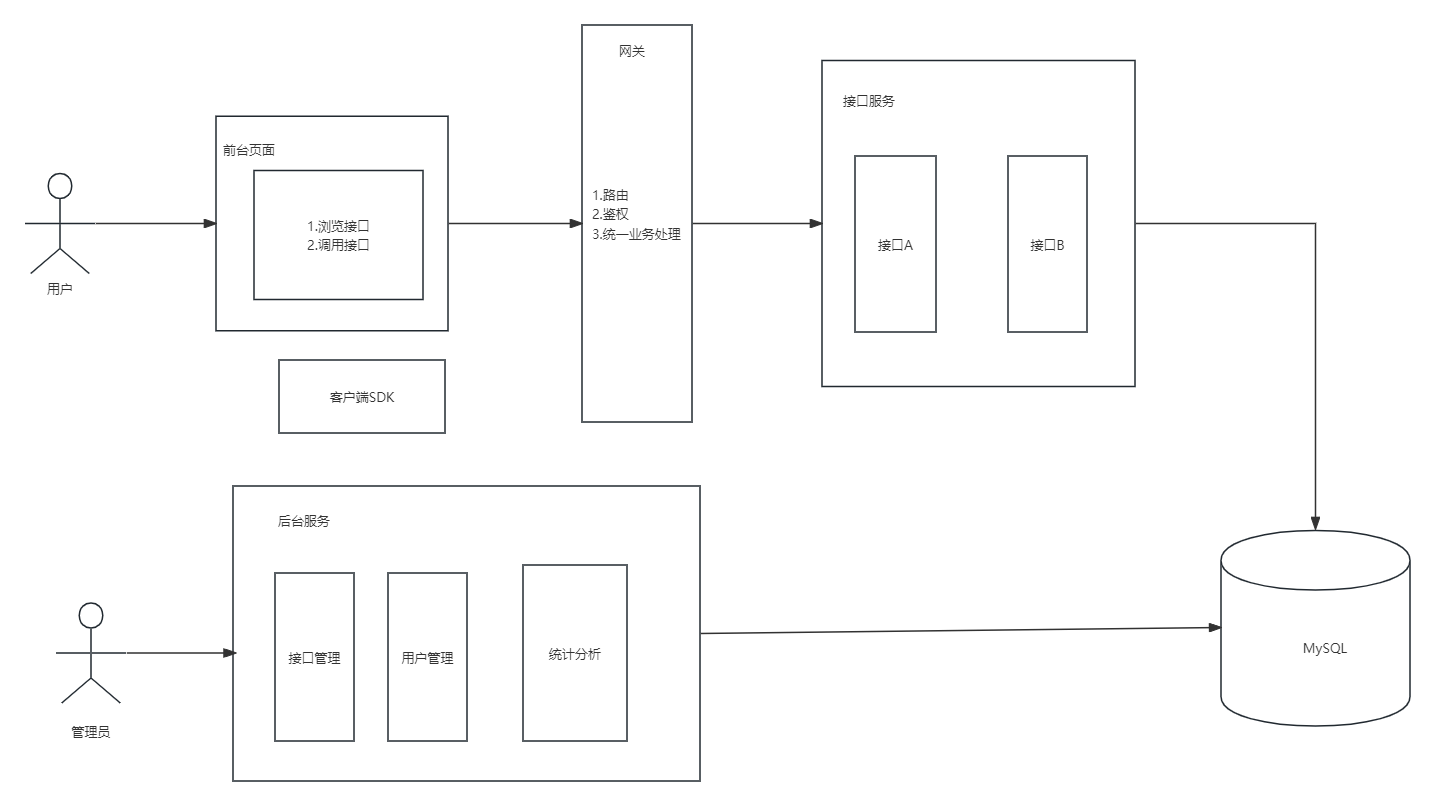 网关
接口服务
前台页面
1.浏览接口
2.调用接口
1.路由
2.鉴权
3.统一业务处理
接口A
接口B
用户
客户端SDK
后台服务
接口管理
用户管理
统计分析
MySQL
管理员